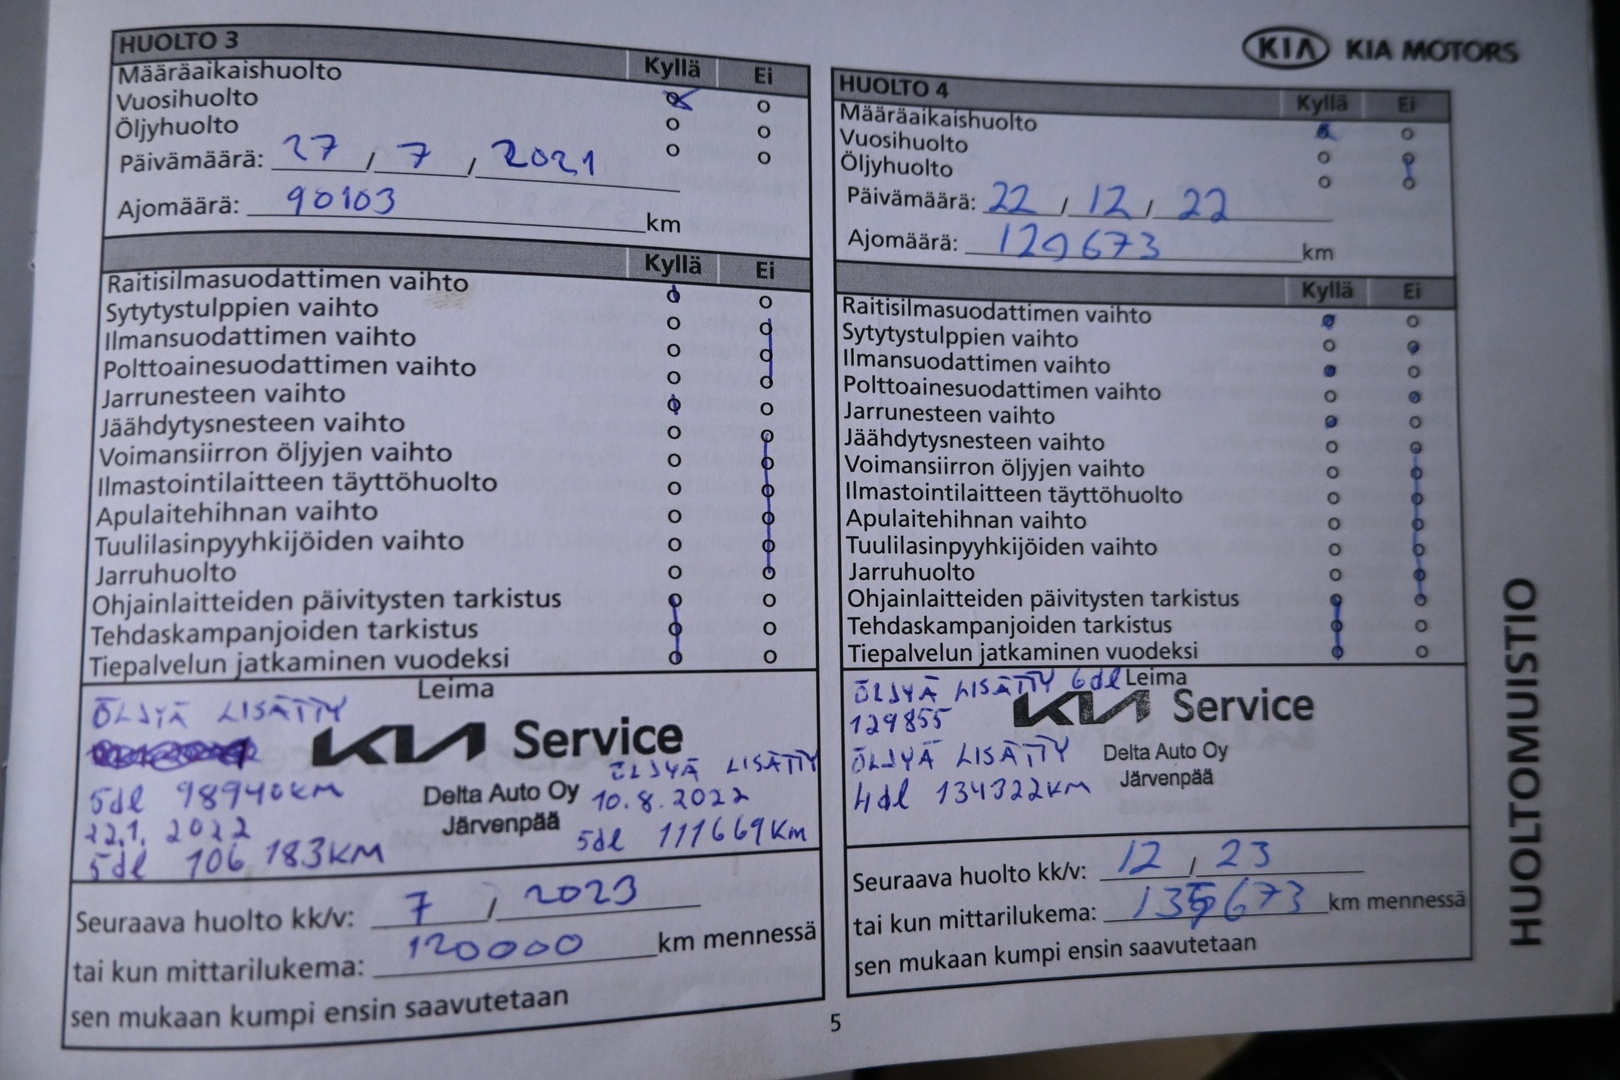 KIA KIA MOTORS
HUOLTO 3 Kyllä Ei
Määräaikaishuolto
Vuosihuolto
Öljyhuolto
Päivämäärä: 27 / 7 / 2021
Ajomäärä: 90103 km
Kyllä Ei
Raitisilmasuodattimen vaihto
Sytytystulppien vaihto
Ilmansuodattimen vaihto
Polttoainesuodattimen vaihto
Jarrunesteen vaihto
Jäähdytysnesteen vaihto
Voimansiirron öljyjen vaihto
Ilmastointilaitteen täyttöhuolto
Apulaitehihnan vaihto
Tuulilasinpyyhkijöiden vaihto
Jarruhuolto
Ohjainlaitteiden päivitysten tarkistus
Tehdaskampanjoiden tarkistus
Tiepalvelun jatkaminen vuodeksi
Leima
ÖLJYÄ LISÄTTY
5dl 98940KM
22.1. 2022
5dl 106 183KM
KIA Service
Delta Auto Oy
Järvenpää
ÖLJYÄ LISÄTTY
10.8.2022
5dl 111669Km
Seuraava huolto kk/v: 7 / 2023
tai kun mittarilukema: 120000 km mennessä
sen mukaan kumpi ensin saavutetaan
HUOLTO 4 Kyllä Ei
Määräaikaishuolto
Vuosihuolto
Öljyhuolto
Päivämäärä: 22 / 12 / 22
Ajomäärä: 129673 km
Kyllä Ei
Raitisilmasuodattimen vaihto
Sytytystulppien vaihto
Ilmansuodattimen vaihto
Polttoainesuodattimen vaihto
Jarrunesteen vaihto
Jäähdytysnesteen vaihto
Voimansiirron öljyjen vaihto
Ilmastointilaitteen täyttöhuolto
Apulaitehihnan vaihto
Tuulilasinpyyhkijöiden vaihto
Jarruhuolto
Ohjainlaitteiden päivitysten tarkistus
Tehdaskampanjoiden tarkistus
Tiepalvelun jatkaminen vuodeksi
Leima
ÖLJYÄ LISÄTTY 6dl
129855
ÖLJYÄ LISÄTTY
4dl 134322KM
KIA Service
Delta Auto Oy
Järvenpää
Seuraava huolto kk/v: 12 / 23
tai kun mittarilukema: km mennessä
sen mukaan kumpi ensin saavutetaan
HUOLTOMUISTIO
5